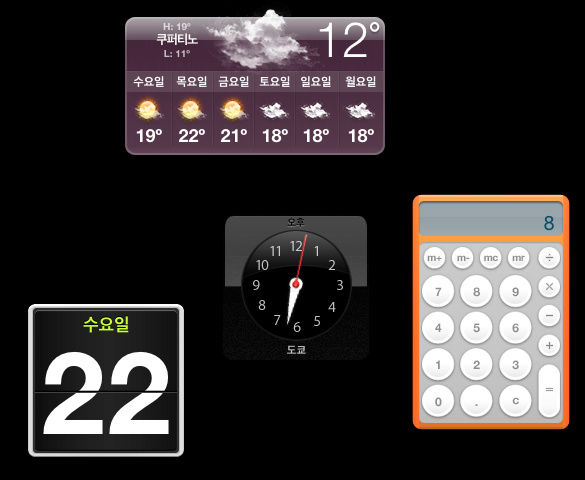 H: 19°
쿠퍼티노
L: 11°
12°
수요일 목요일 금요일 토요일 일요일 월요일
19° 22° 21° 18° 18° 18°
오후
12
11 1
10 2
9 3
8 4
7 5
6
도쿄
수요일
22
8
m+ m- mc mr ÷
7 8 9 ×
4 5 6 −
1 2 3 +
0 . c =